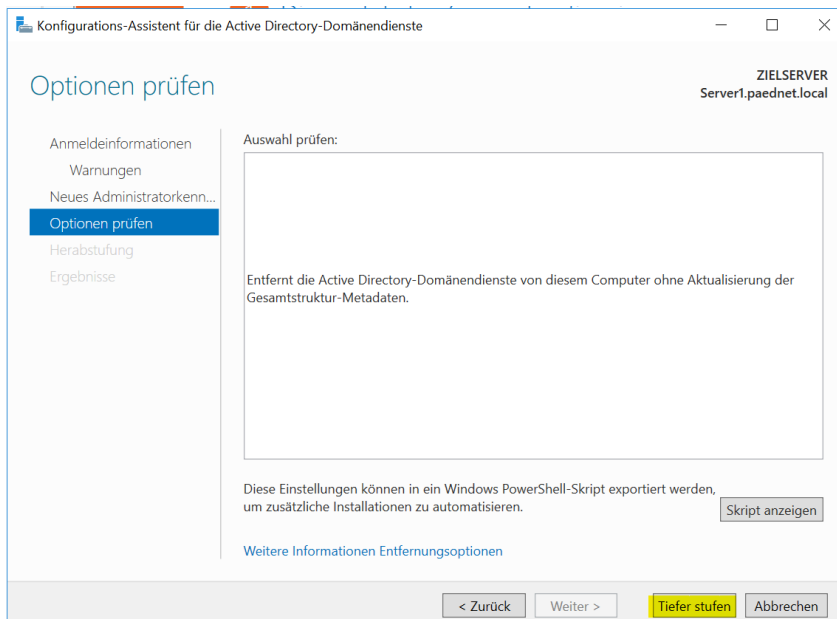 Konfigurations-Assistent für die Active Directory-Domänendienste
Optionen prüfen
ZIELSERVER
Server1.paednet.local
Anmeldeinformationen
Warnungen
Neues Administratorkenn...
Optionen prüfen
Herabstufung
Ergebnisse
Auswahl prüfen:
Entfernt die Active Directory-Domänendienste von diesem Computer ohne Aktualisierung der
Gesamtstruktur-Metadaten.
Diese Einstellungen können in ein Windows PowerShell-Skript exportiert werden,
um zusätzliche Installationen zu automatisieren.
Skript anzeigen
Weitere Informationen Entfernungsoptionen
< Zurück
Weiter >
Tiefer stufen
Abbrechen